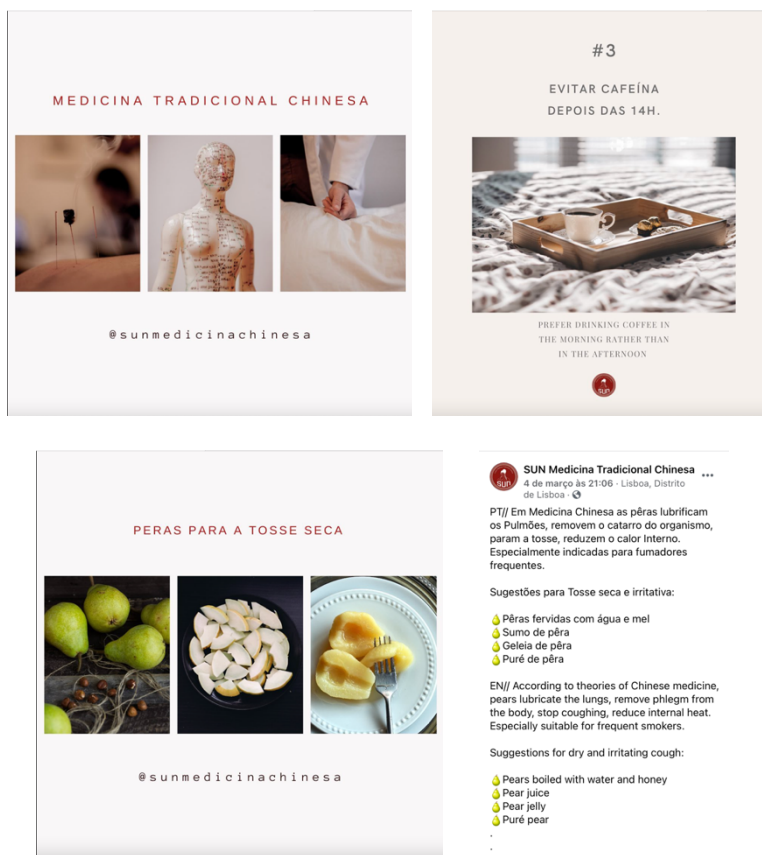 MEDICINA TRADICIONAL CHINESA
@sunmedicinachinesa
#3
EVITAR CAFEÍNA
DEPOIS DAS 14H.
PREFER DRINKING COFFEE IN
THE MORNING RATHER THAN
IN THE AFTERNOON
SUN
PERAS PARA A TOSSE SECA
@sunmedicinachinesa
SUN
SUN Medicina Tradicional Chinesa
4 de março às 21:06 · Lisboa, Distrito
de Lisboa ·
PT// Em Medicina Chinesa as pêras lubrificam
os Pulmões, removem o catarro do organismo,
param a tosse, reduzem o calor Interno.
Especialmente indicadas para fumadores
frequentes.
Sugestões para Tosse seca e irritativa:
🍐Pêras fervidas com água e mel
🍐Sumo de pêra
🍐Geleia de pêra
🍐Puré de pêra
EN// According to theories of Chinese medicine,
pears lubricate the lungs, remove phlegm from
the body, stop coughing, reduce internal heat.
Especially suitable for frequent smokers.
Suggestions for dry and irritating cough:
🍐Pears boiled with water and honey
🍐Pear juice
🍐Pear jelly
🍐Puré pear
.
.